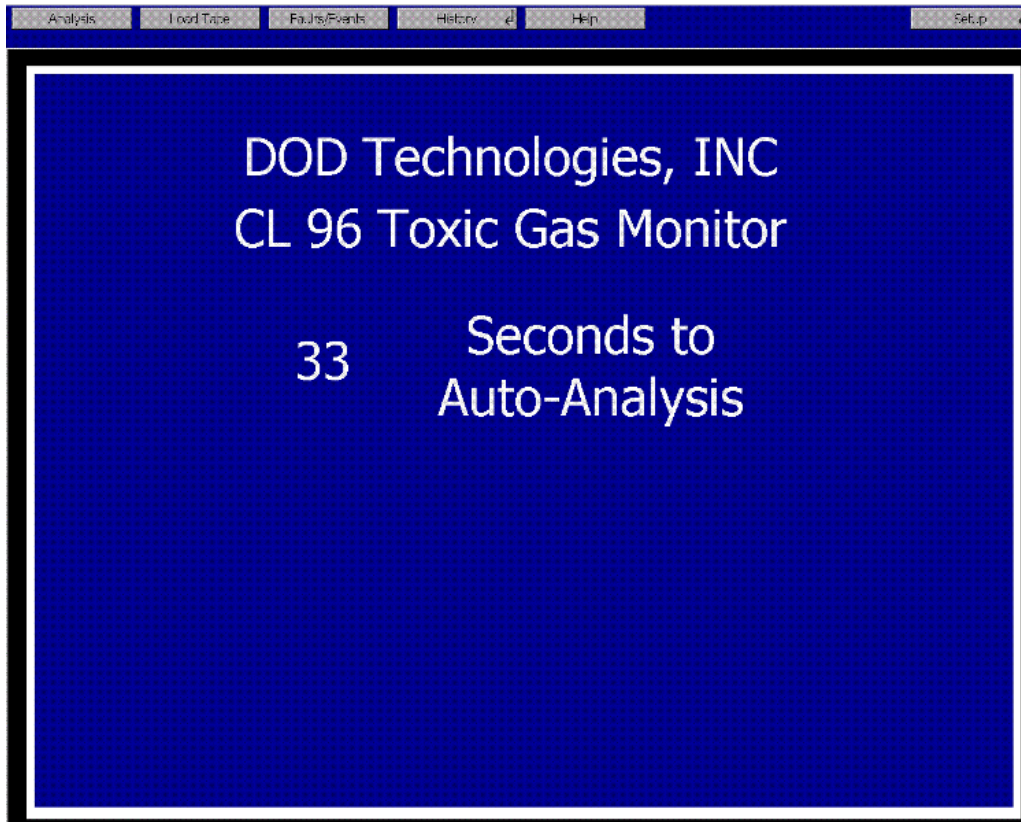 Analysis Load Tape Faults/Events History Help Setup
DOD Technologies, INC
CL 96 Toxic Gas Monitor
33 Seconds to
Auto-Analysis